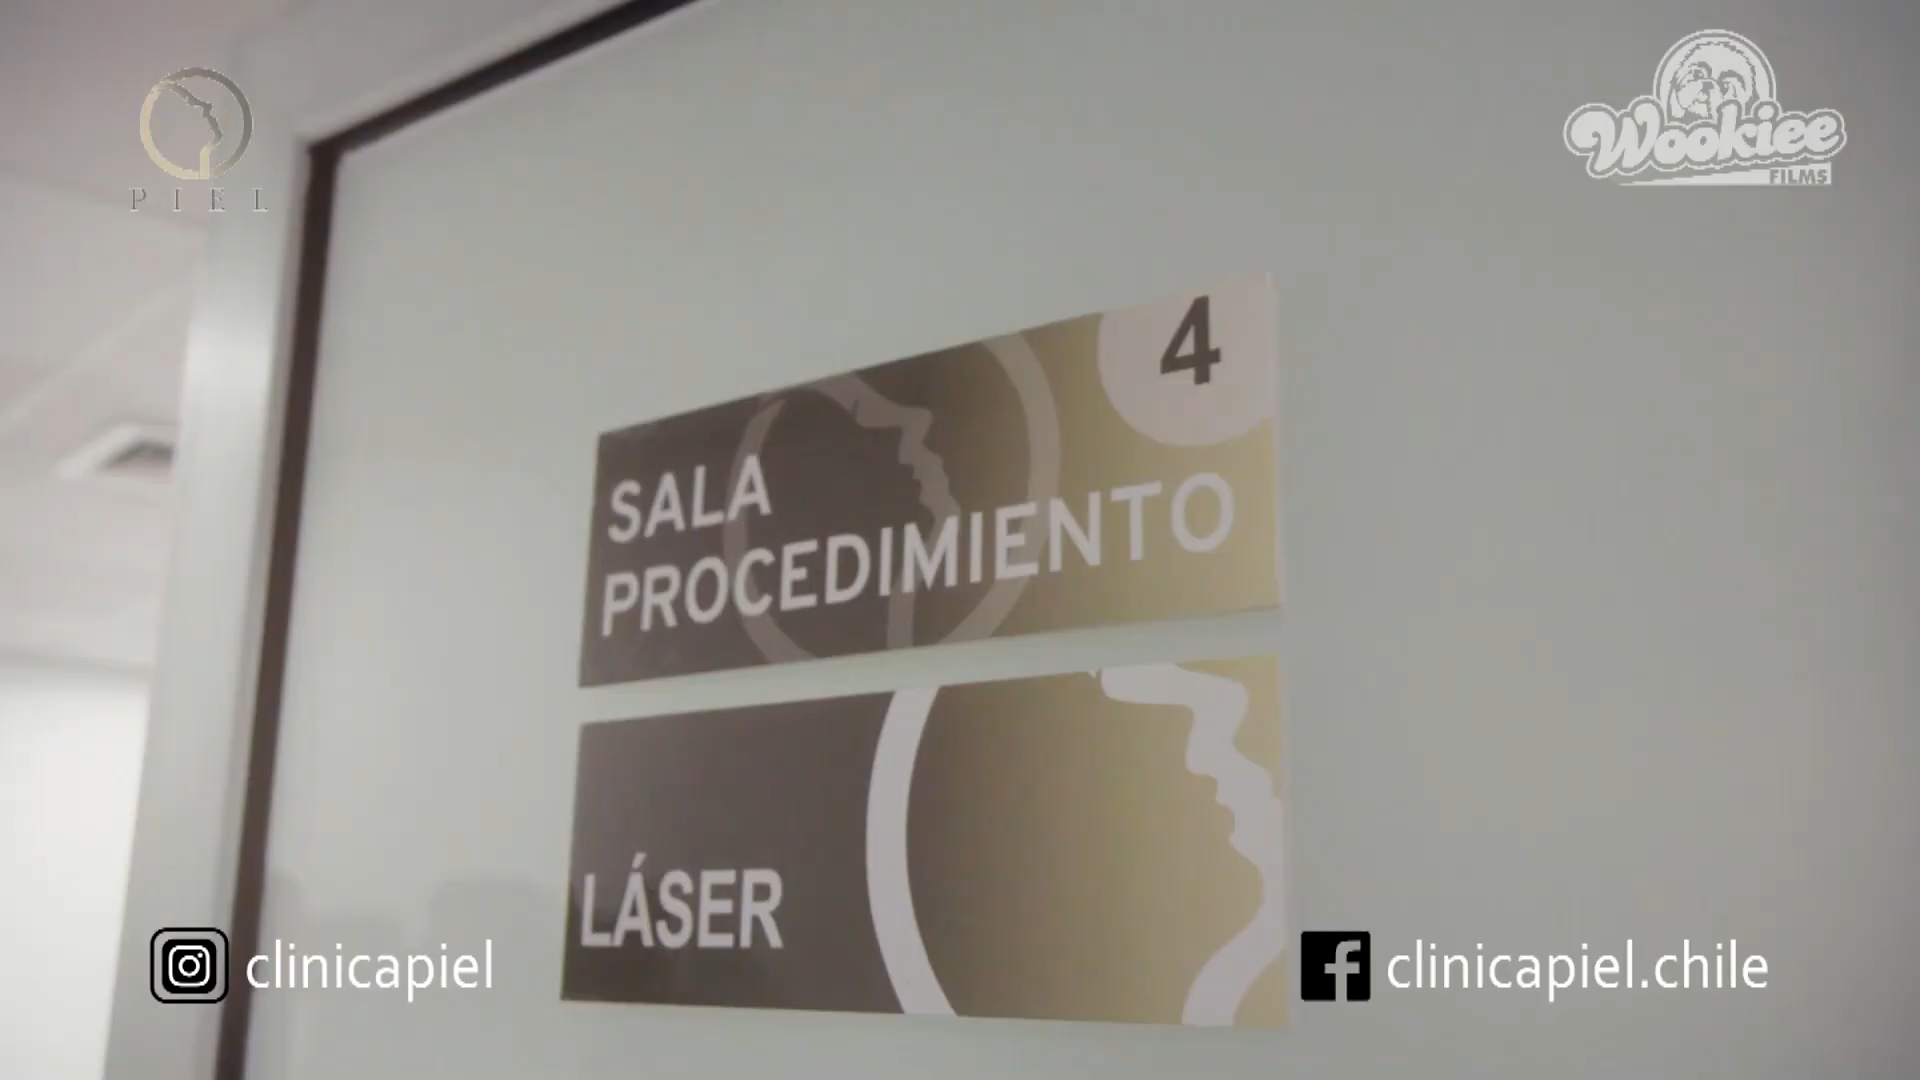 PIEL
Wookiee
FILMS
4
SALA
PROCEDIMIENTO
LÁSER
clinicapiel
clinicapiel.chile